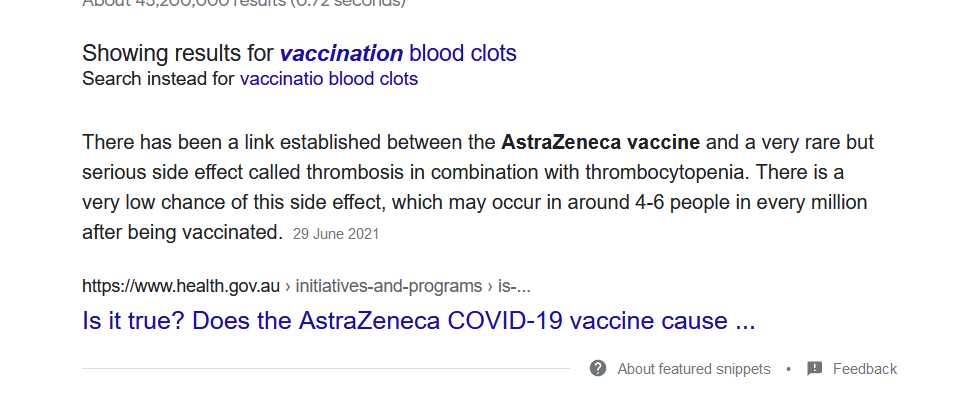 About 45,200,000 results (0.72 seconds)
Showing results for vaccination blood clots
Search instead for vaccinatio blood clots
There has been a link established between the AstraZeneca vaccine and a very rare but
serious side effect called thrombosis in combination with thrombocytopenia. There is a
very low chance of this side effect, which may occur in around 4-6 people in every million
after being vaccinated. 29 June 2021
https://www.health.gov.au › initiatives-and-programs › is-...
Is it true? Does the AstraZeneca COVID-19 vaccine cause ...
About featured snippets • Feedback